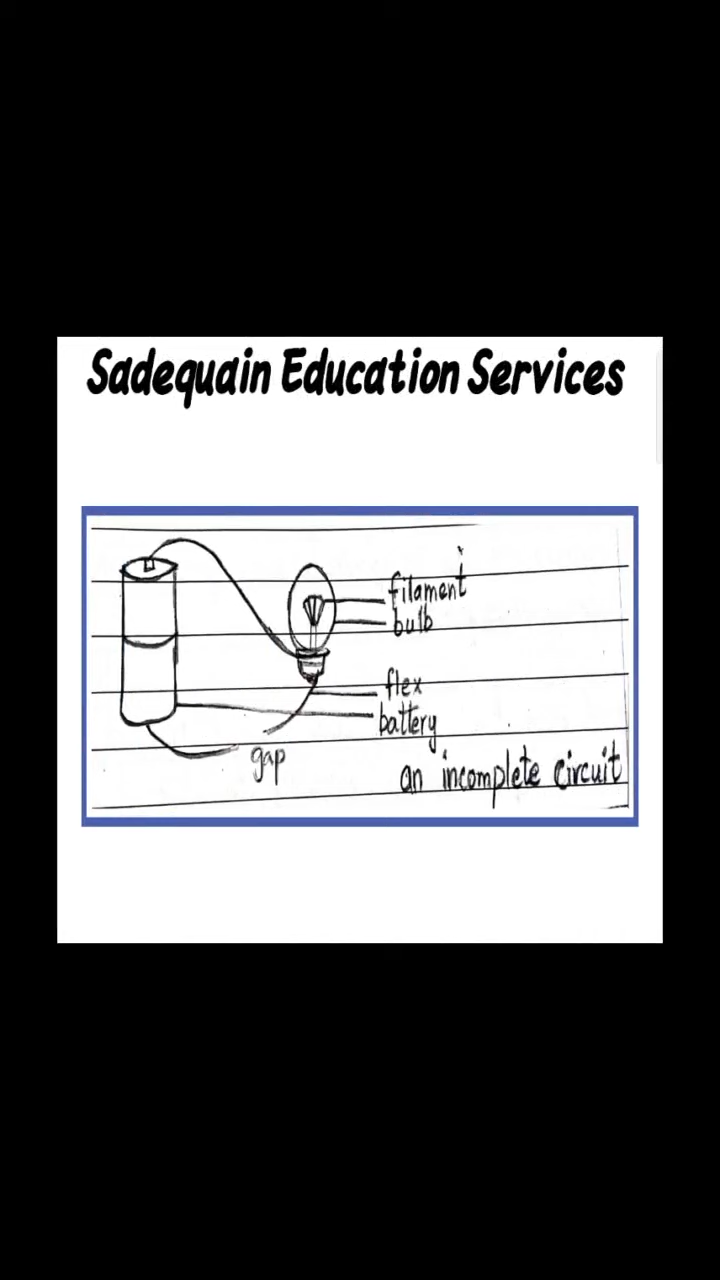 Sadequain Education Services
filament
bulb
flex
battery
gap
an incomplete circuit